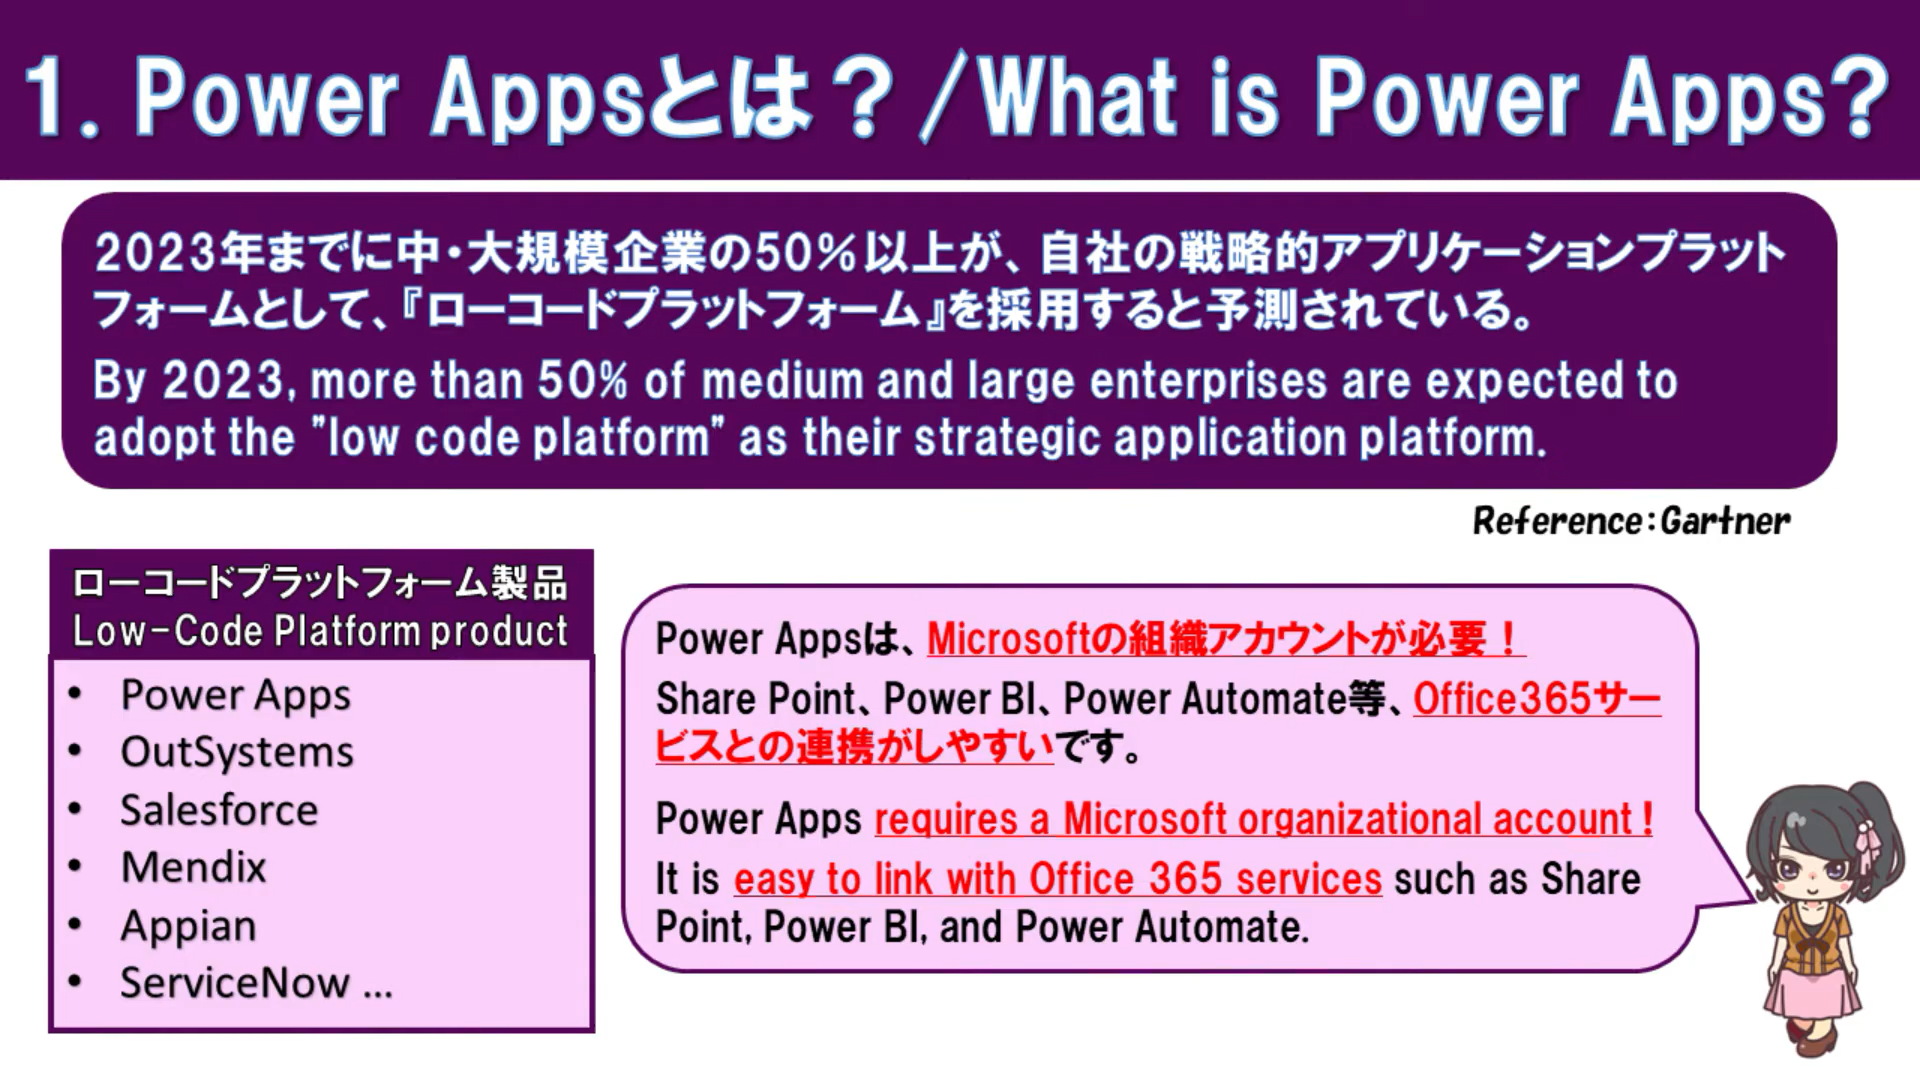 1. Power Appsとは？/What is Power Apps?
2023年までに中・大規模企業の50％以上が、自社の戦略的アプリケーションプラット
フォームとして、『ローコードプラットフォーム』を採用すると予測されている。
By 2023, more than 50% of medium and large enterprises are expected to
adopt the "low code platform" as their strategic application platform.
Reference：Gartner
ローコードプラットフォーム製品
Low-Code Platform product
• Power Apps
• OutSystems
• Salesforce
• Mendix
• Appian
• ServiceNow ...
Power Appsは、Microsoftの組織アカウントが必要！
Share Point、Power BI、Power Automate等、Office365サー
ビスとの連携がしやすいです。
Power Apps requires a Microsoft organizational account!
It is easy to link with Office 365 services such as Share
Point, Power BI, and Power Automate.